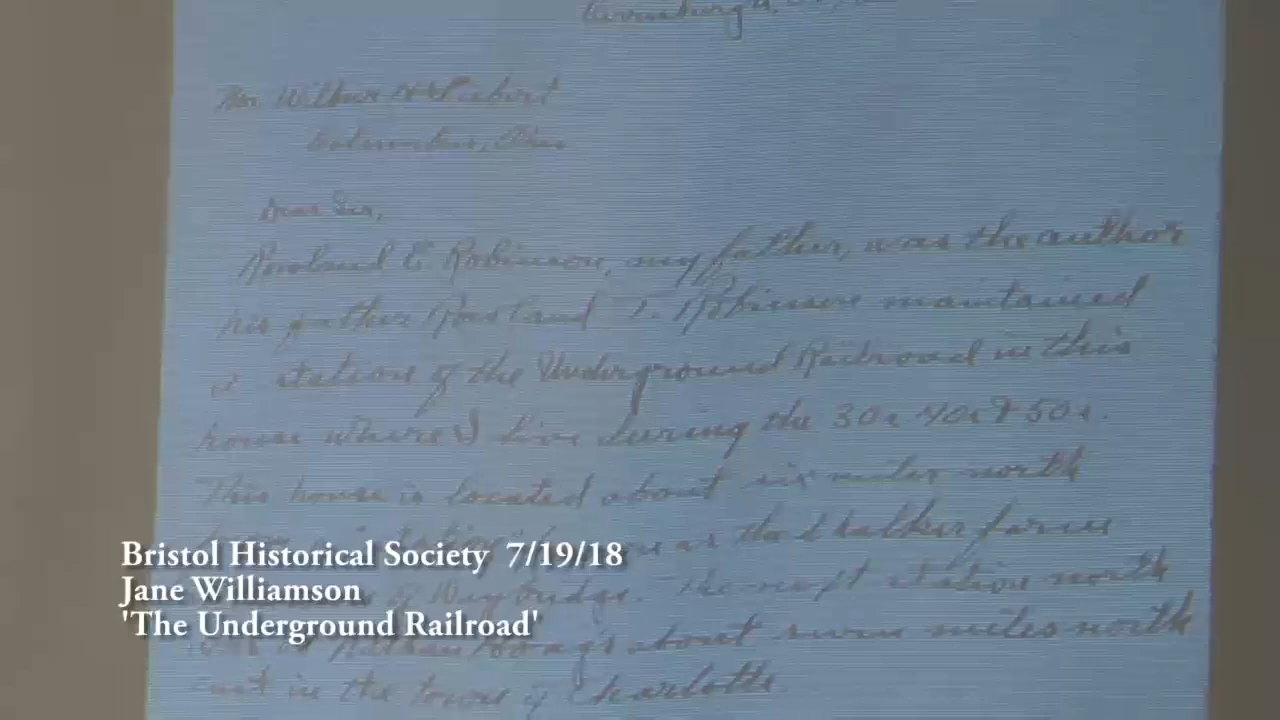 Mr Wilbur H Siebert
Columbus, Ohio
Dear Sir,
Rowland E. Robinson, my father, was the author
his father Rowland T. Robinson maintained
a station of the Underground Railroad in this
house where I live during the 30s 40s & 50s.
This house is located about six miles north
as the farms
The next station north
about seven miles north
in the town of Charlotte.
Bristol Historical Society 7/19/18
Jane Williamson
'The Underground Railroad'